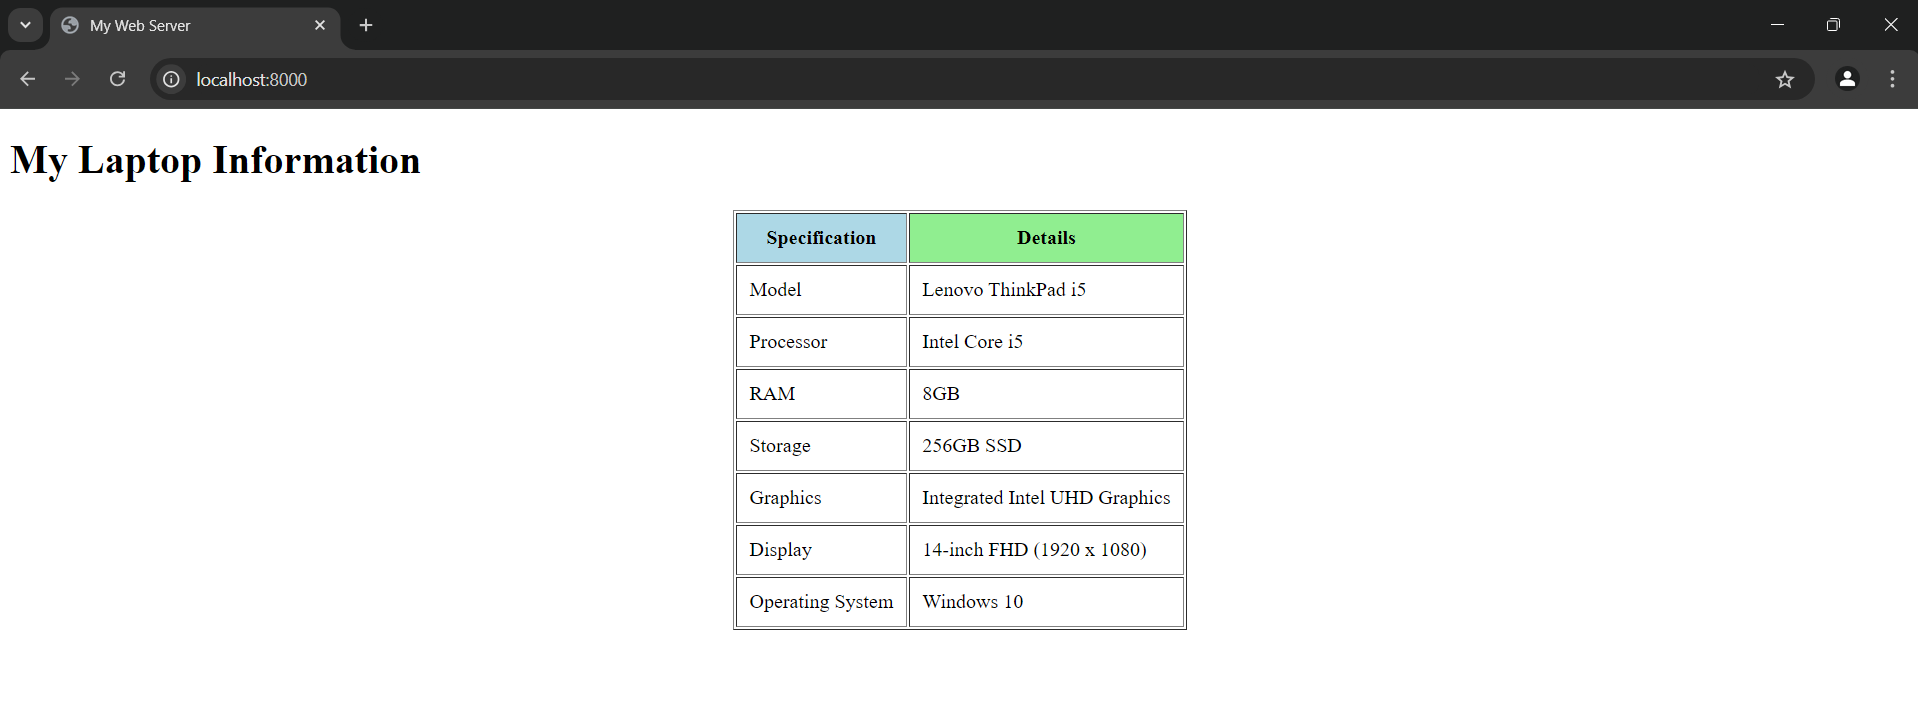 My Web Server
localhost:8000
My Laptop Information
Specification Details
Model Lenovo ThinkPad i5
Processor Intel Core i5
RAM 8GB
Storage 256GB SSD
Graphics Integrated Intel UHD Graphics
Display 14-inch FHD (1920 x 1080)
Operating System Windows 10